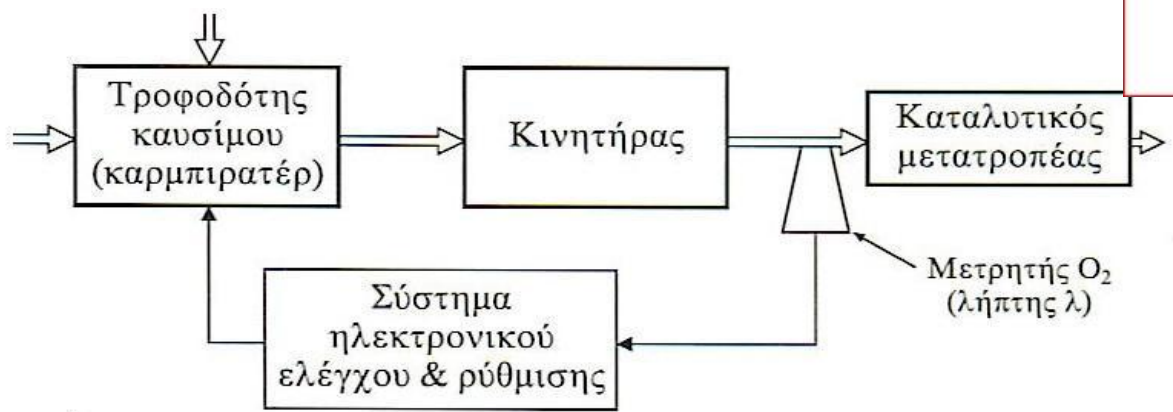 Τροφοδότης
καυσίμου
(καρμπιρατέρ)
Κινητήρας
Καταλυτικός
μετατροπέας
Μετρητής O₂
(λήπτης λ)
Σύστημα
ηλεκτρονικού
ελέγχου & ρύθμισης